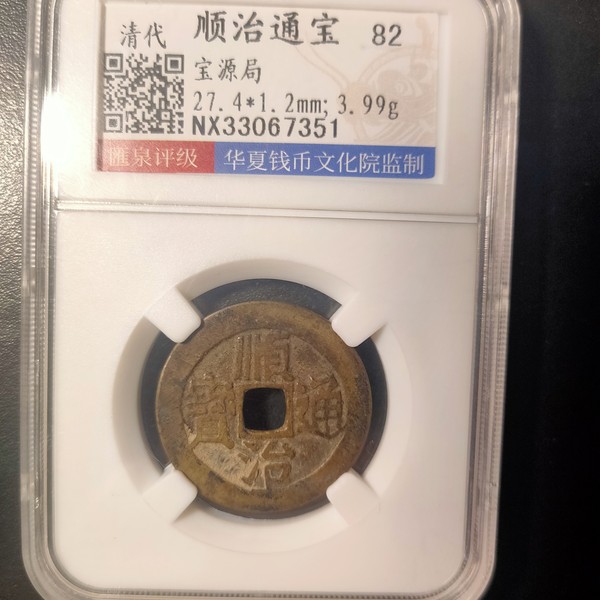 清代 顺治通宝 82
宝源局
27.4*1.2mm; 3.99g
NX33067351
匯泉评级 华夏钱币文化院监制
順
寶 通
治